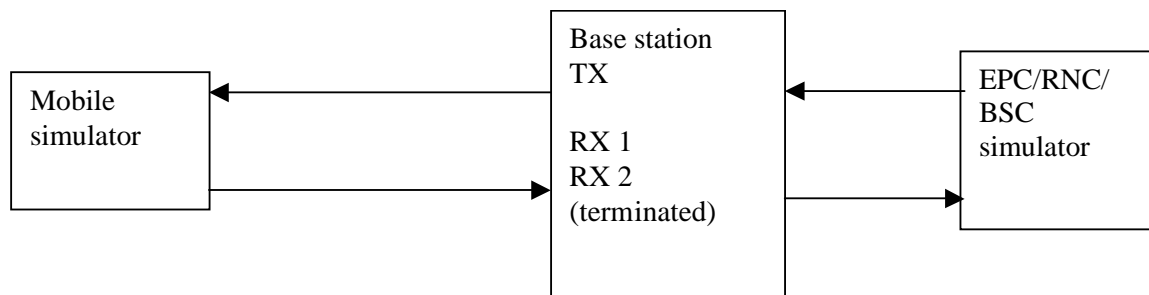 Mobile
simulator
Base station
TX
RX 1
RX 2
(terminated)
EPC/RNC/
BSC
simulator